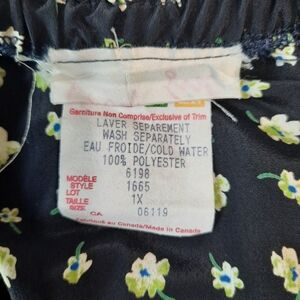 Garniture Non Comprise/Exclusive of Trim
LAVER SEPAREMENT
WASH SEPARATELY
EAU FROIDE/COLD WATER
100% POLYESTER
6198
MODÈLE
STYLE 1665
LOT
TAILLE 1X
SIZE
CA 06119
Fabriqué au Canada/Made in Canada